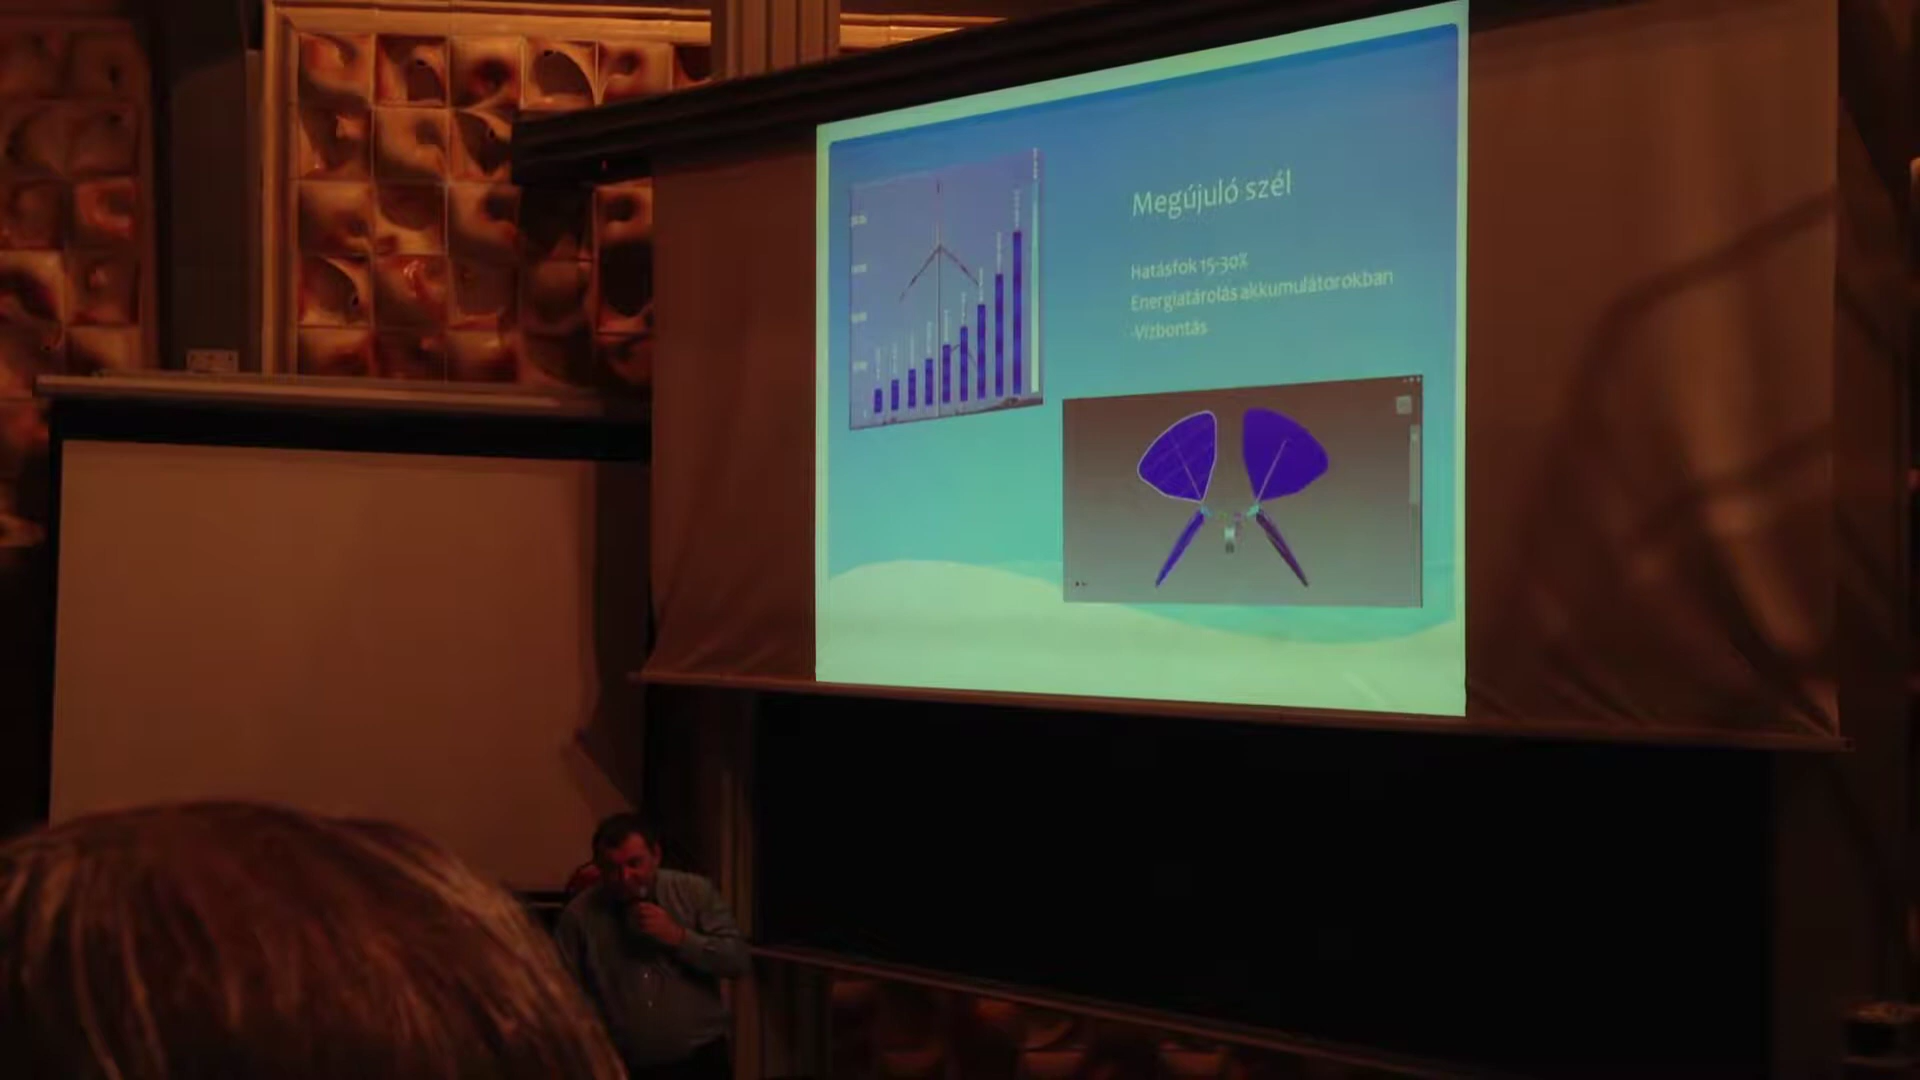 Megújuló szél
Hatásfok 15-30%
Energiatárolás akkumulátorokban
-Vízbontás